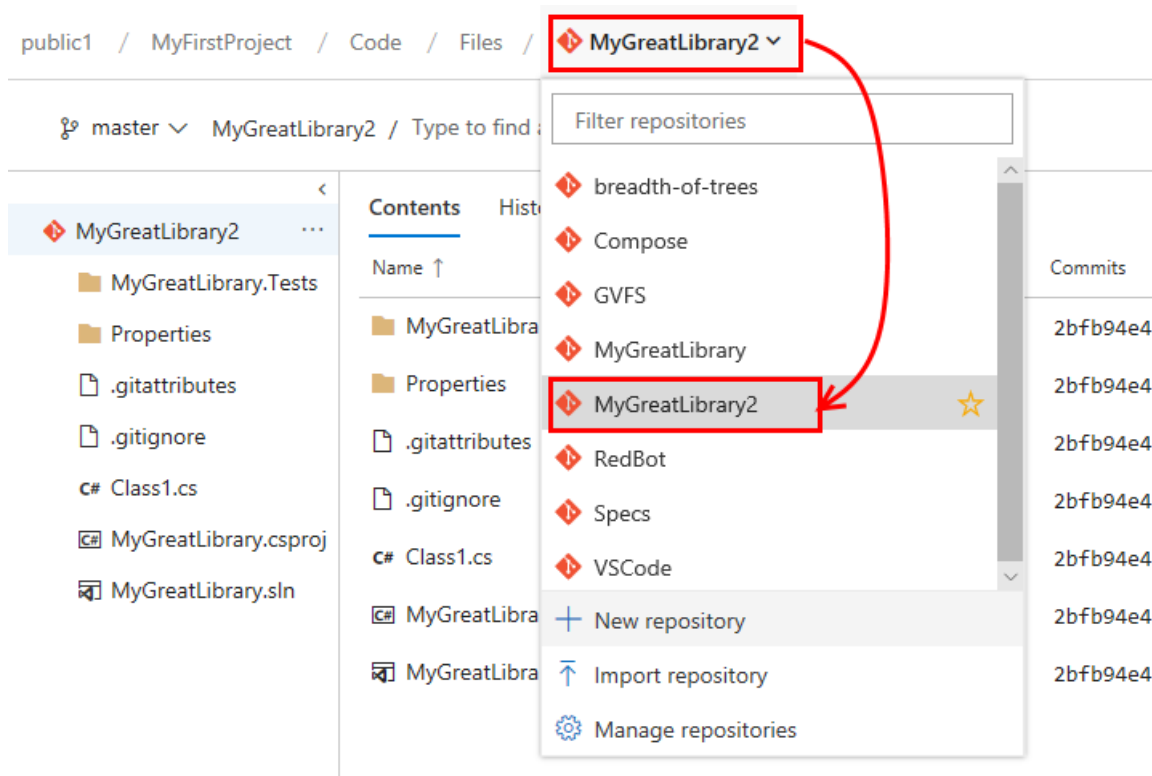 public1 / MyFirstProject / Code / Files / MyGreatLibrary2
master MyGreatLibrary2 / Type to find
Filter repositories
breadth-of-trees
Compose
GVFS
MyGreatLibrary
MyGreatLibrary2
RedBot
Specs
VSCode
New repository
Import repository
Manage repositories
MyGreatLibrary2 ...
MyGreatLibrary.Tests
Properties
.gitattributes
.gitignore
C# Class1.cs
C# MyGreatLibrary.csproj
MyGreatLibrary.sln
Contents Hist
Name ↑ Commits
MyGreatLibra 2bfb94e4
Properties 2bfb94e4
.gitattributes 2bfb94e4
.gitignore 2bfb94e4
C# Class1.cs 2bfb94e4
C# MyGreatLibra 2bfb94e4
MyGreatLibra 2bfb94e4